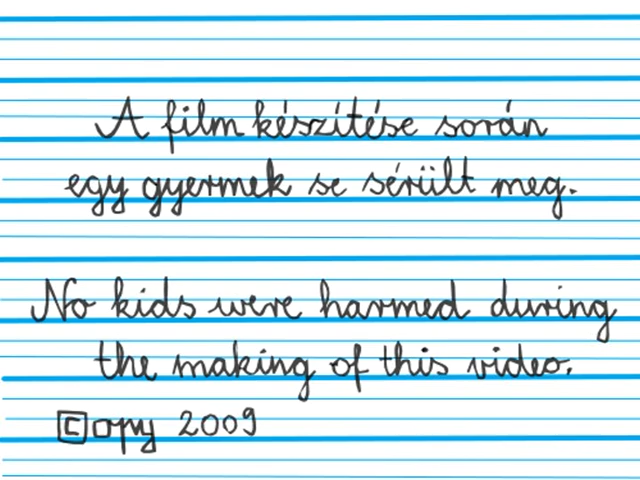 A film készítése során
egy gyermek se sérült meg.
No kids were harmed during
the making of this video.
🄲opy 2009